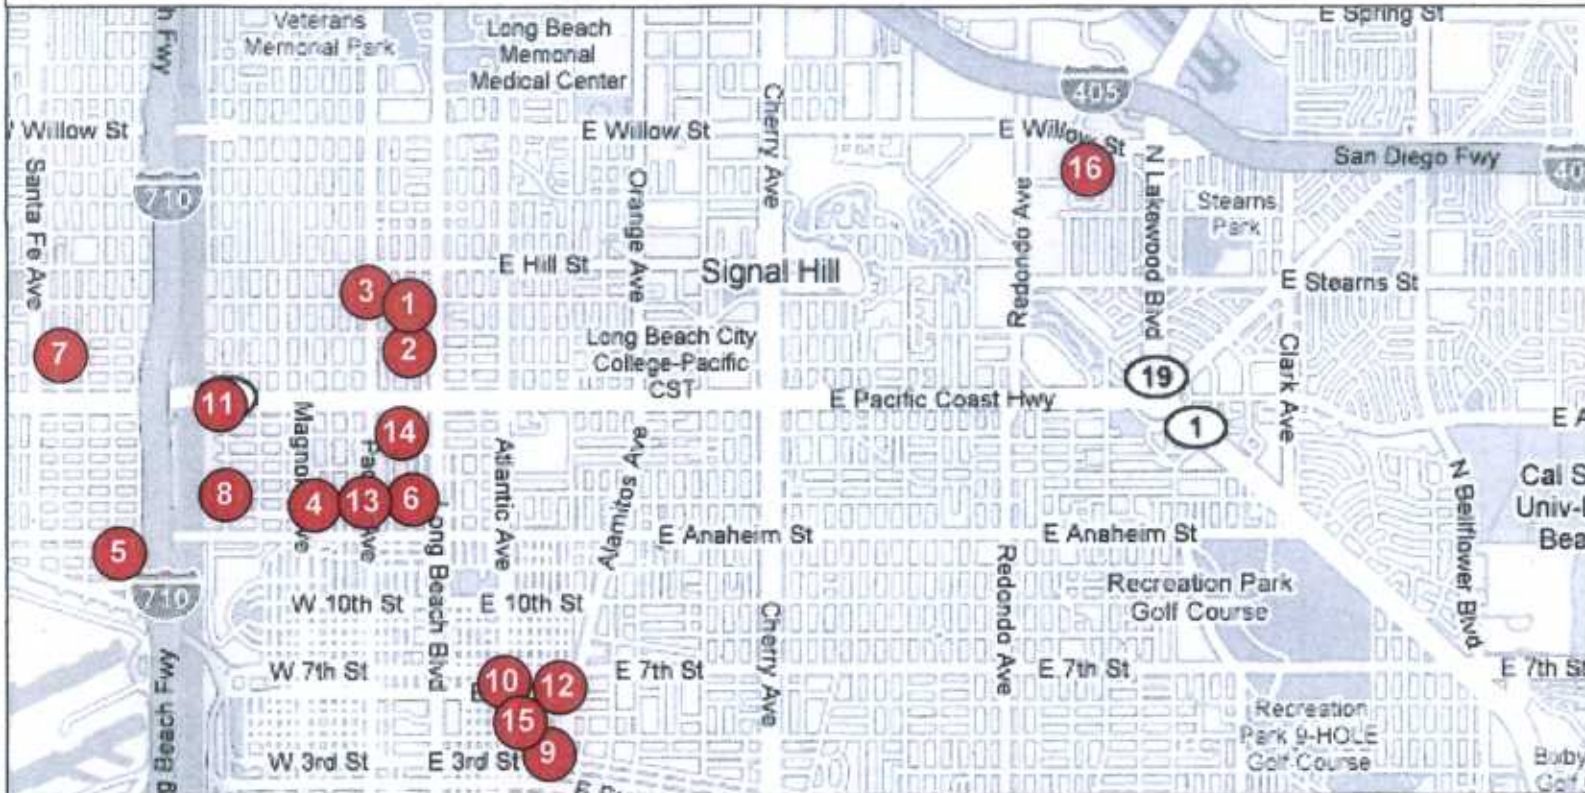 h Fwy
Veterans
Memorial Park
Long Beach
Memorial
Medical Center
E Spring St
405
Willow St
E Willow St
E Willow St
San Diego Fwy
16
Santa Fe Ave
710
Orange Ave
Cherry Ave
Redondo Ave
N Lakewood Blvd
Stearns
Park
3
1
E Hill St
Signal Hill
E Stearns St
7
2
Long Beach City
College-Pacific
CST
19
Clark Ave
11
E Pacific Coast Hwy
1
14
Atlantic Ave
Alamitos Ave
8
4
13
6
N Bellflower Blvd
Cal S
Univ-
Bea
5
E Anaheim St
E Anaheim St
710
W 10th St
Long Beach Blvd
E 10th St
Cherry Ave
Redondo Ave
Recreation Park
Golf Course
W 7th St
10
12
E 7th St
E 7th St
E 7th St
15
g Beach Fwy
W 3rd St
E 3rd St
9
Recreation
Park 9-HOLE
Golf Course